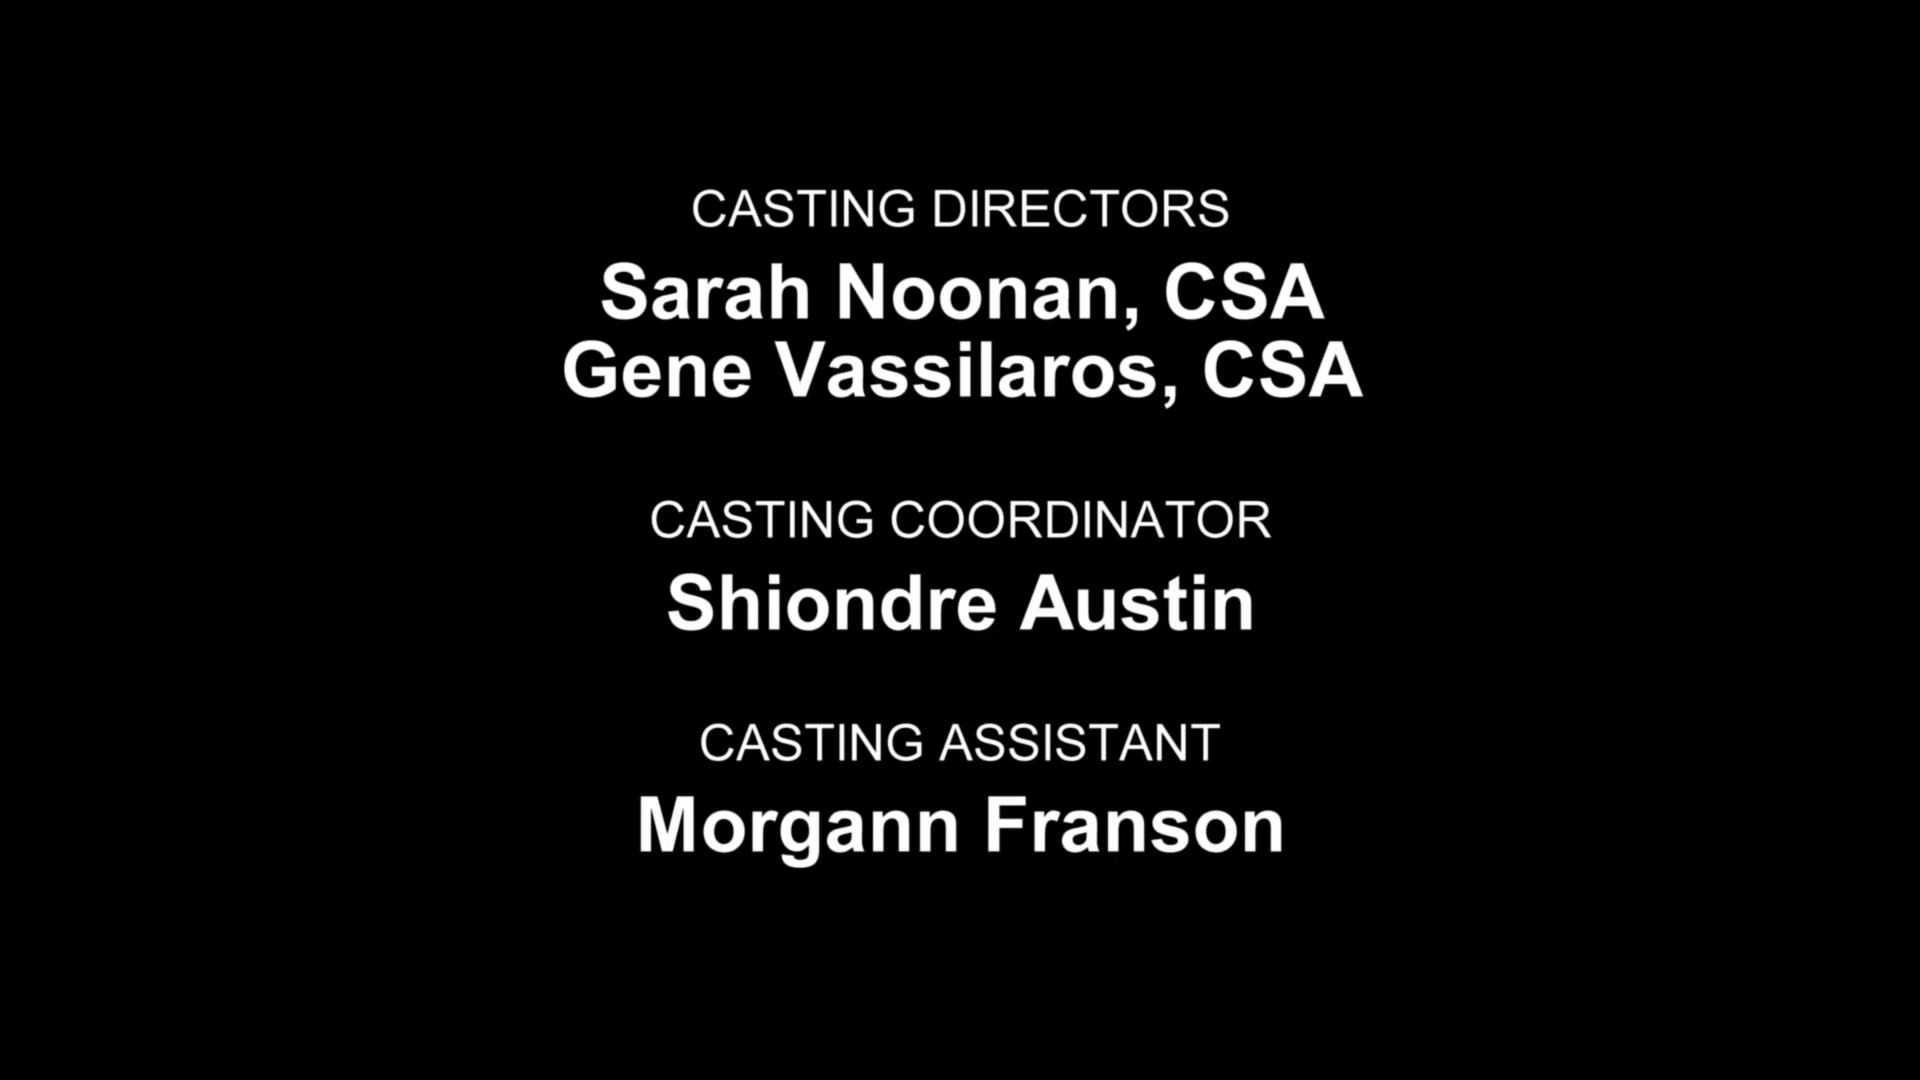 CASTING DIRECTORS
Sarah Noonan, CSA
Gene Vassilaros, CSA
CASTING COORDINATOR
Shiondre Austin
CASTING ASSISTANT
Morgann Franson